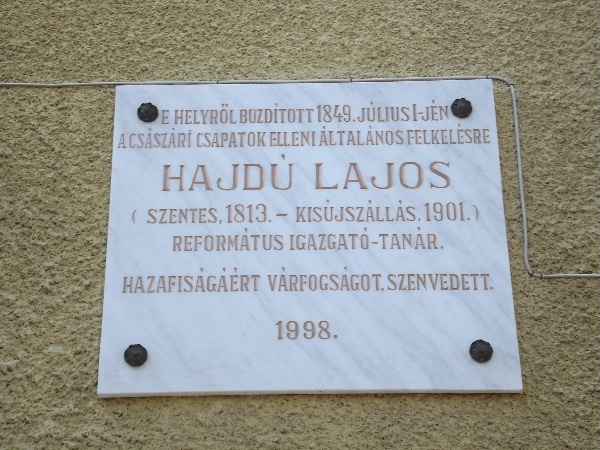 E HELYRŐL BUZDÍTOTT 1849. JÚLIUS 1-JÉN
A CSÁSZÁRI CSAPATOK ELLENI ÁLTALÁNOS FELKELÉSRE
HAJDÚ LAJOS
( SZENTES, 1813. – KISÚJSZÁLLÁS, 1901. )
REFORMÁTUS IGAZGATÓ-TANÁR.
HAZAFISÁGÁÉRT VÁRFOGSÁGOT, SZENVEDETT.
1998.